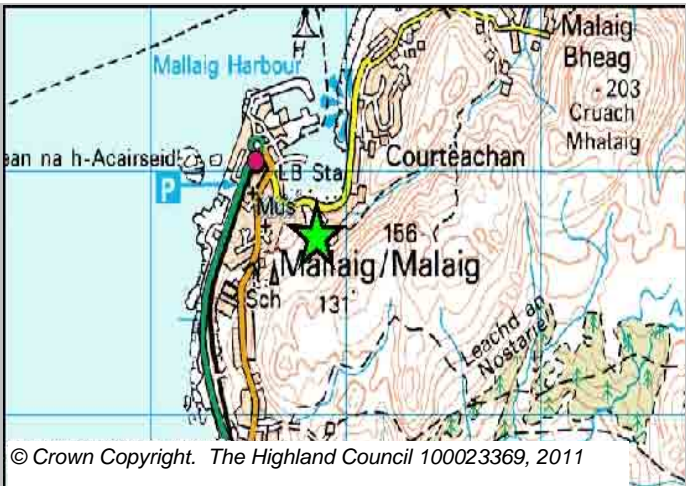 Malaig
Bheag
H
Mallaig Harbour
203
Cruach
Mhalaig
ean na h-Acairseid
Courteachan
LB Sta
P
Mus
156
Mallaig/Malaig
Sch
131
Leachd an
Nostarie
A
© Crown Copyright. The Highland Council 100023369, 2011